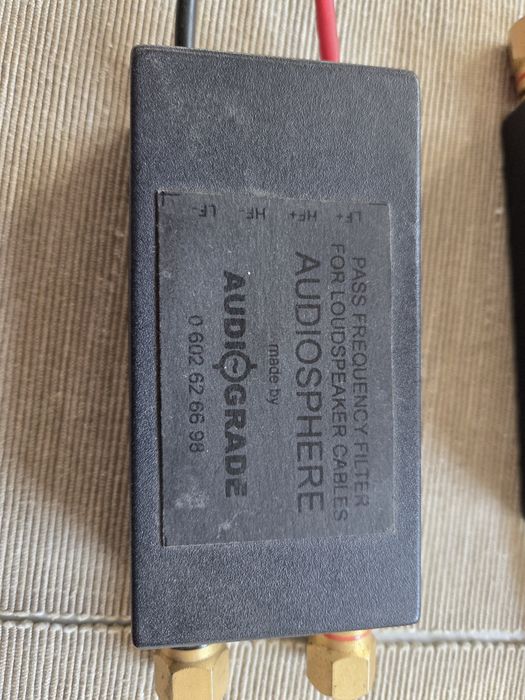 LF+ HF+ HF- LF-
PASS FREQUENCY FILTER
FOR LOUDSPEAKER CABLES
AUDIOSPHERE
made by
AUDIOGRADE
0 602 62 66 98